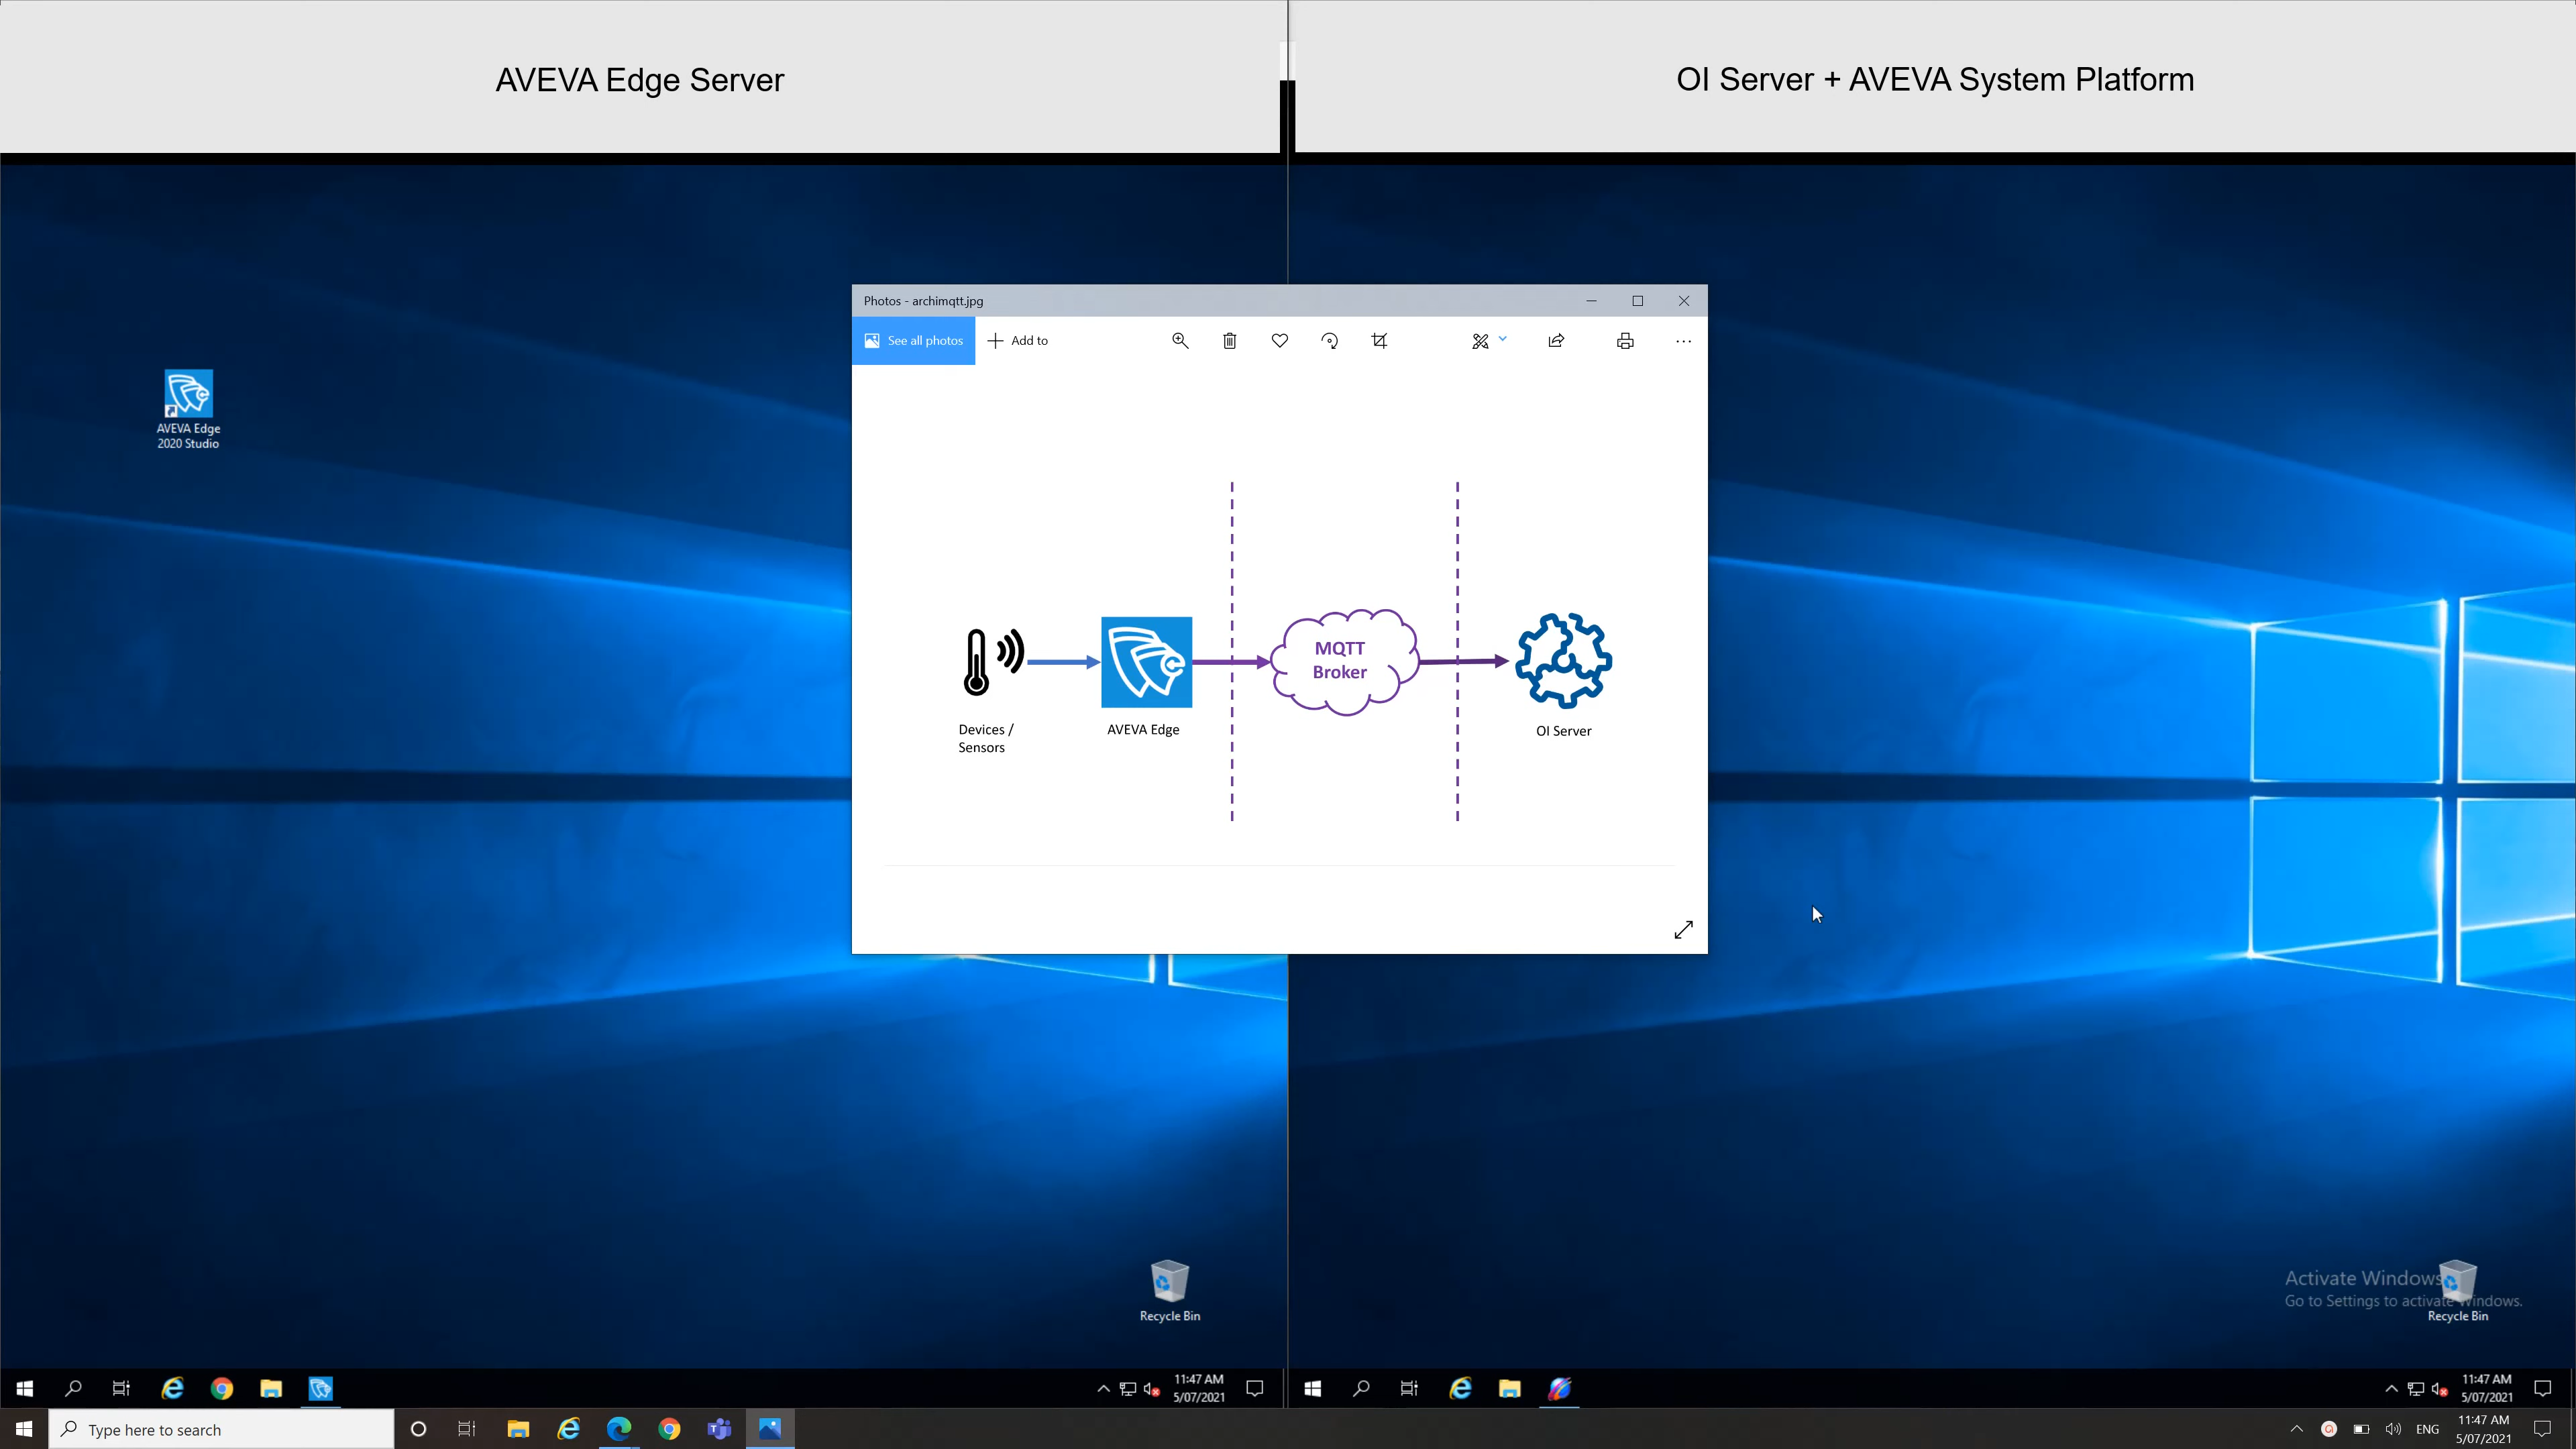 AVEVA Edge Server
OI Server + AVEVA System Platform
Photos - archimqtt.jpg
See all photos
Add to
AVEVA Edge
2020 Studio
MQTT
Broker
Devices /
Sensors
AVEVA Edge
OI Server
Recycle Bin
Activate Windows
Go to Settings to activate Windows.
Recycle Bin
11:47 AM
5/07/2021
11:47 AM
5/07/2021
Type here to search
ENG
11:47 AM
5/07/2021